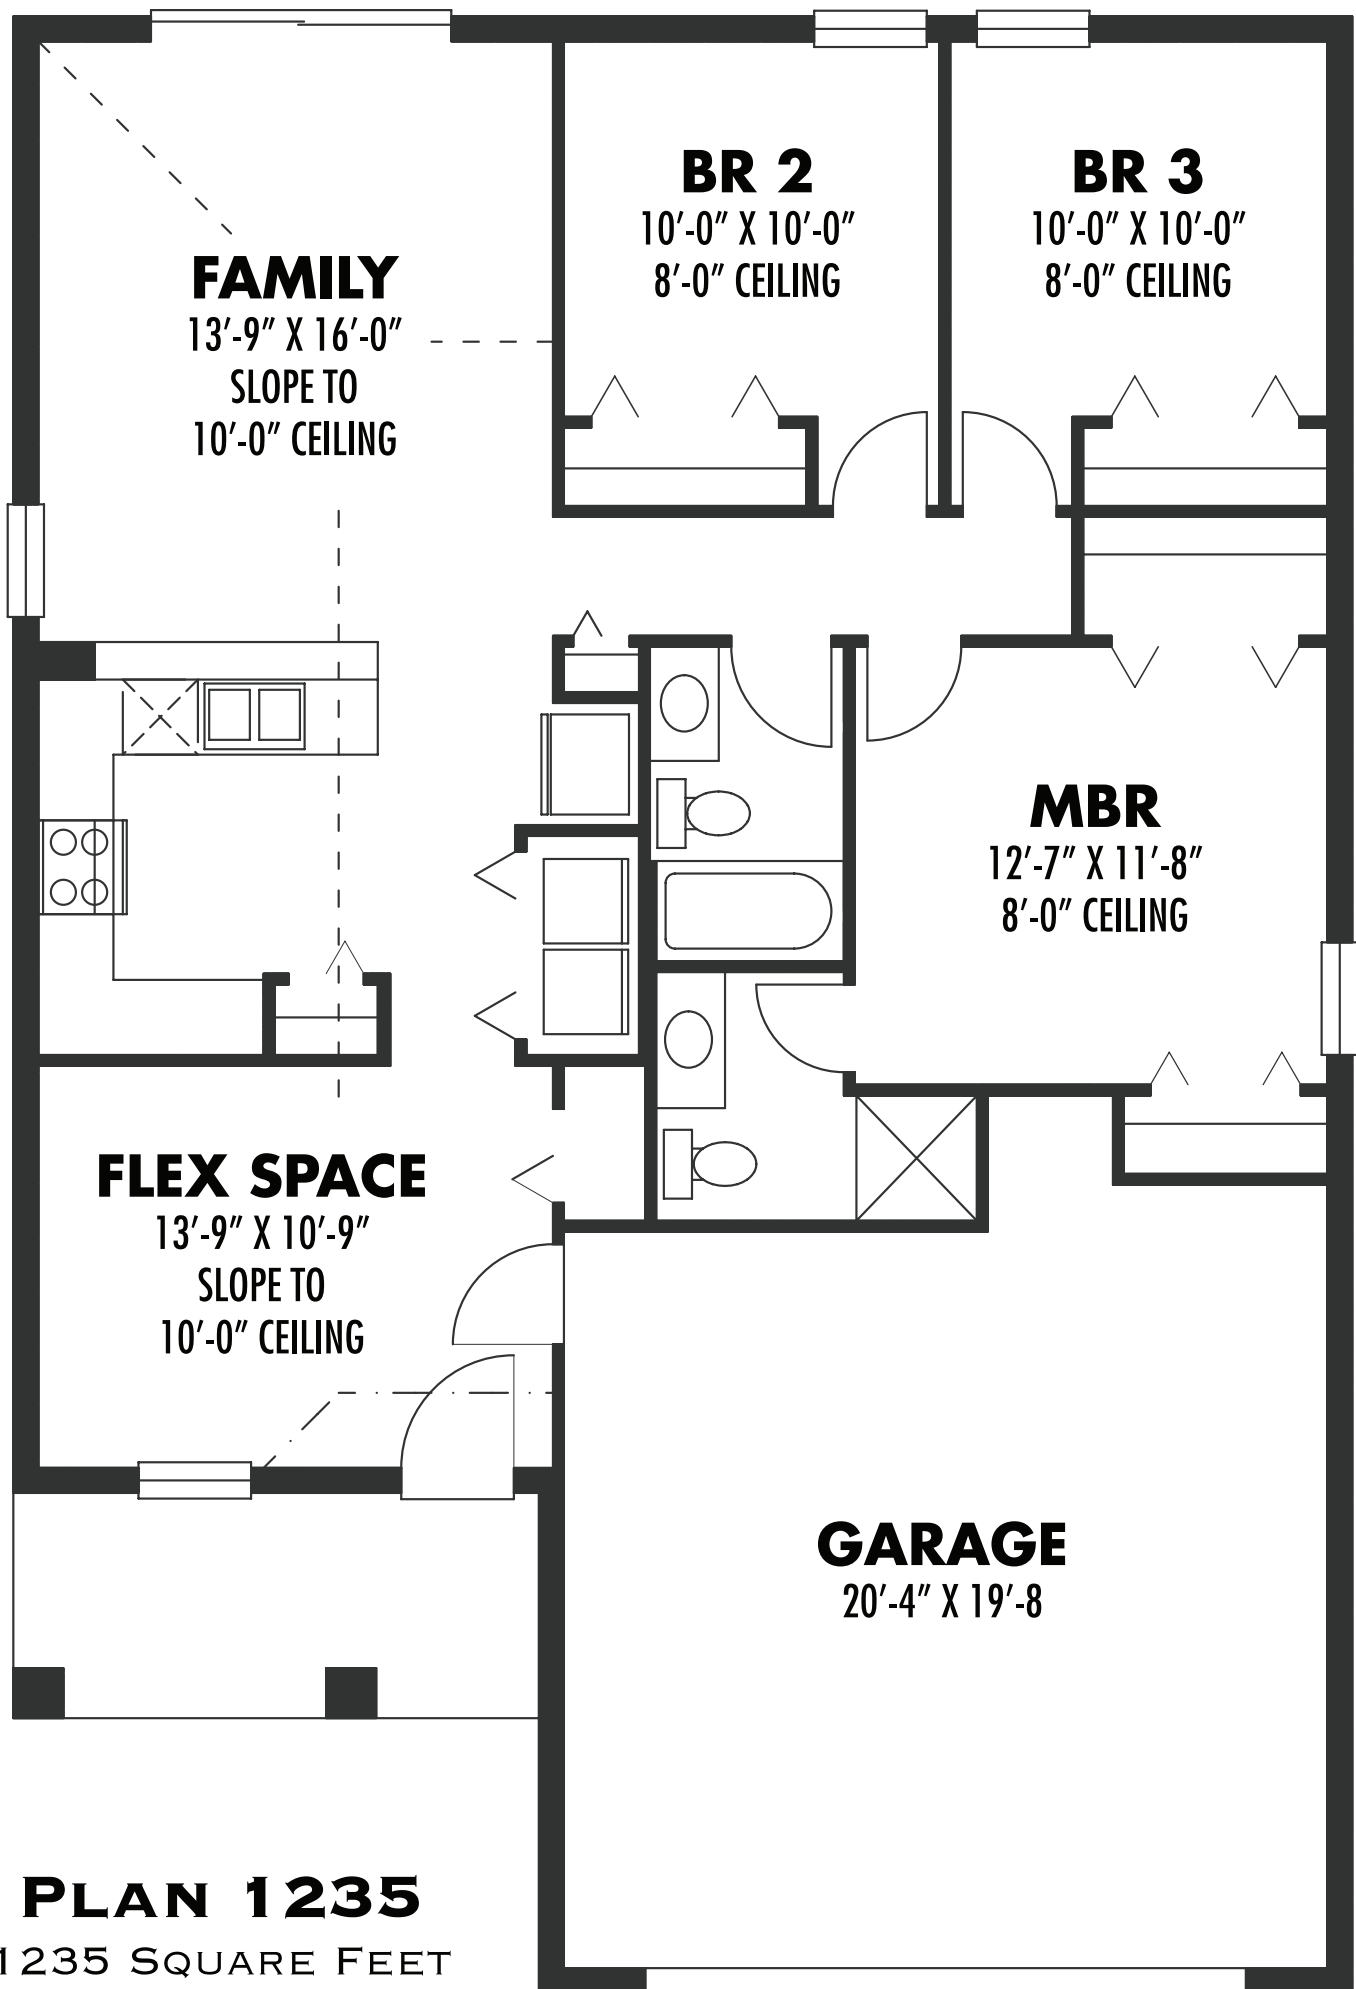 BR 2
10′-0″ X 10′-0″
8′-0″ CEILING
BR 3
10′-0″ X 10′-0″
8′-0″ CEILING
FAMILY
13′-9″ X 16′-0″
SLOPE TO
10′-0″ CEILING
MBR
12′-7″ X 11′-8″
8′-0″ CEILING
FLEX SPACE
13′-9″ X 10′-9″
SLOPE TO
10′-0″ CEILING
GARAGE
20′-4″ X 19′-8
PLAN 1235
1235 SQUARE FEET